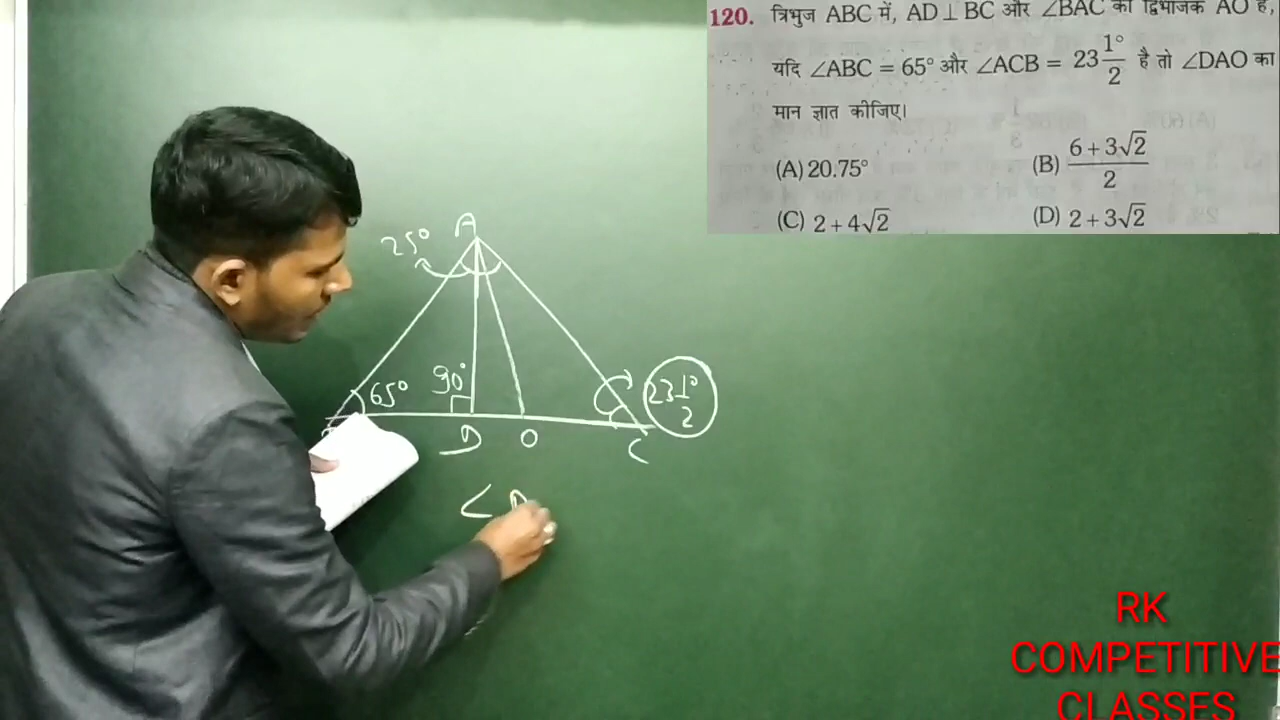 120. त्रिभुज ABC में, AD ⊥ BC और ∠BAC का द्विभाजक AO है,
यदि ∠ABC = 65° और ∠ACB = 23 1/2° है तो ∠DAO का
मान ज्ञात कीजिए।
(A) 20.75° (B) (6 + 3√2)/2
(C) 2 + 4√2 (D) 2 + 3√2
A
25°
65° 90° 23 1/2°
D O C
<
RK
COMPETITIVE
CLASSES